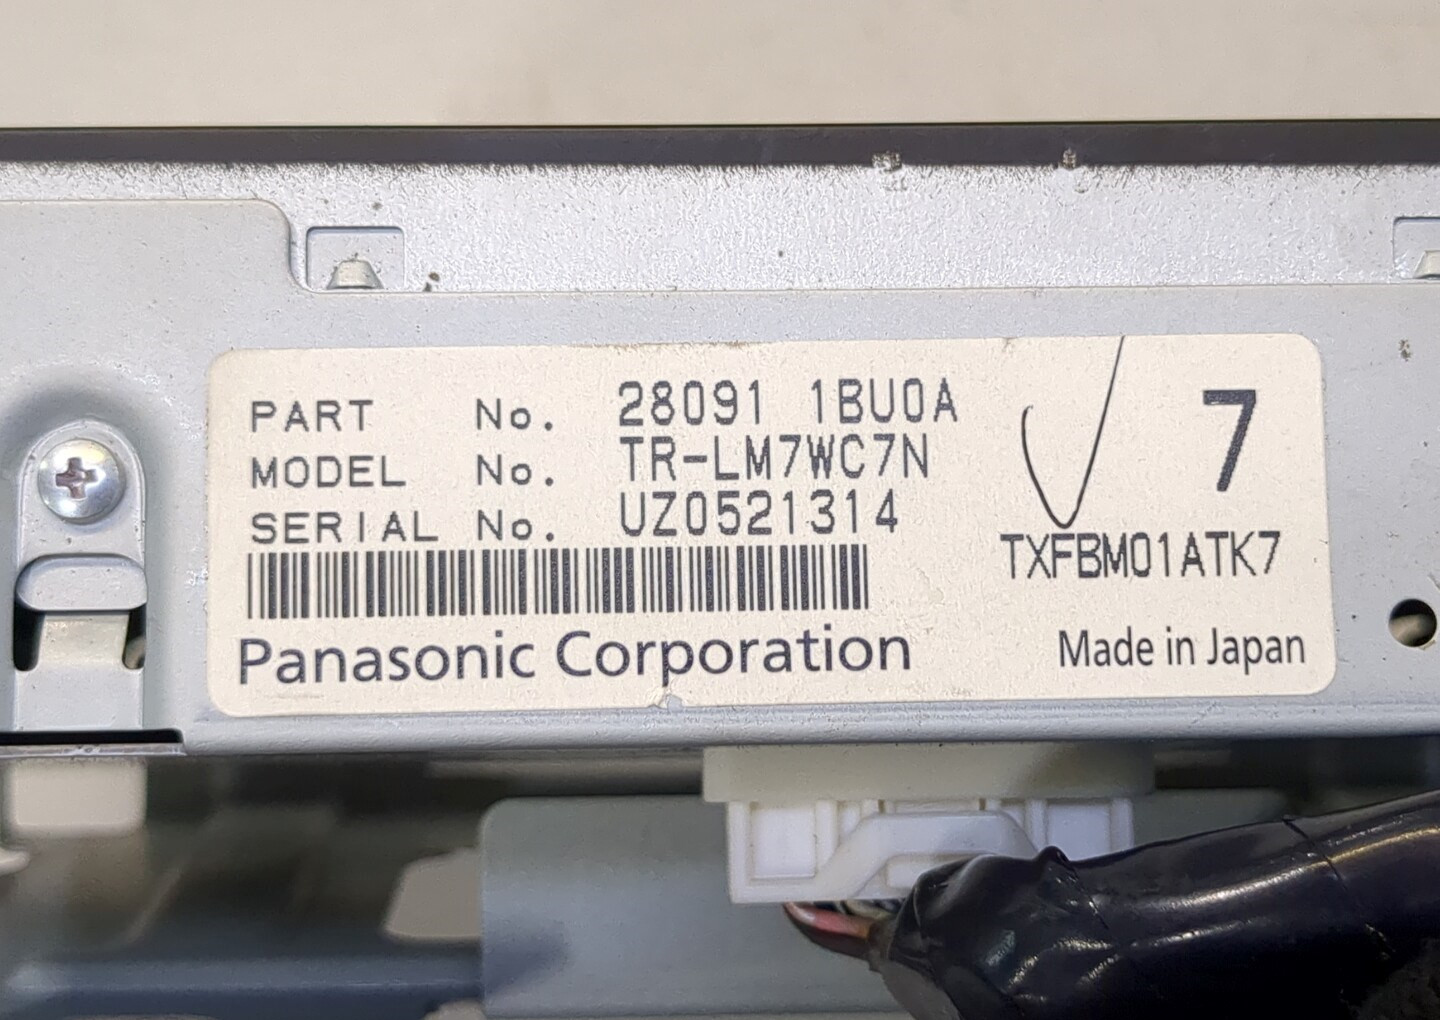 PART No. 28091 1BU0A
MODEL No. TR-LM7WC7N
SERIAL No. UZ0521314
7
TXFBM01ATK7
Panasonic Corporation
Made in Japan